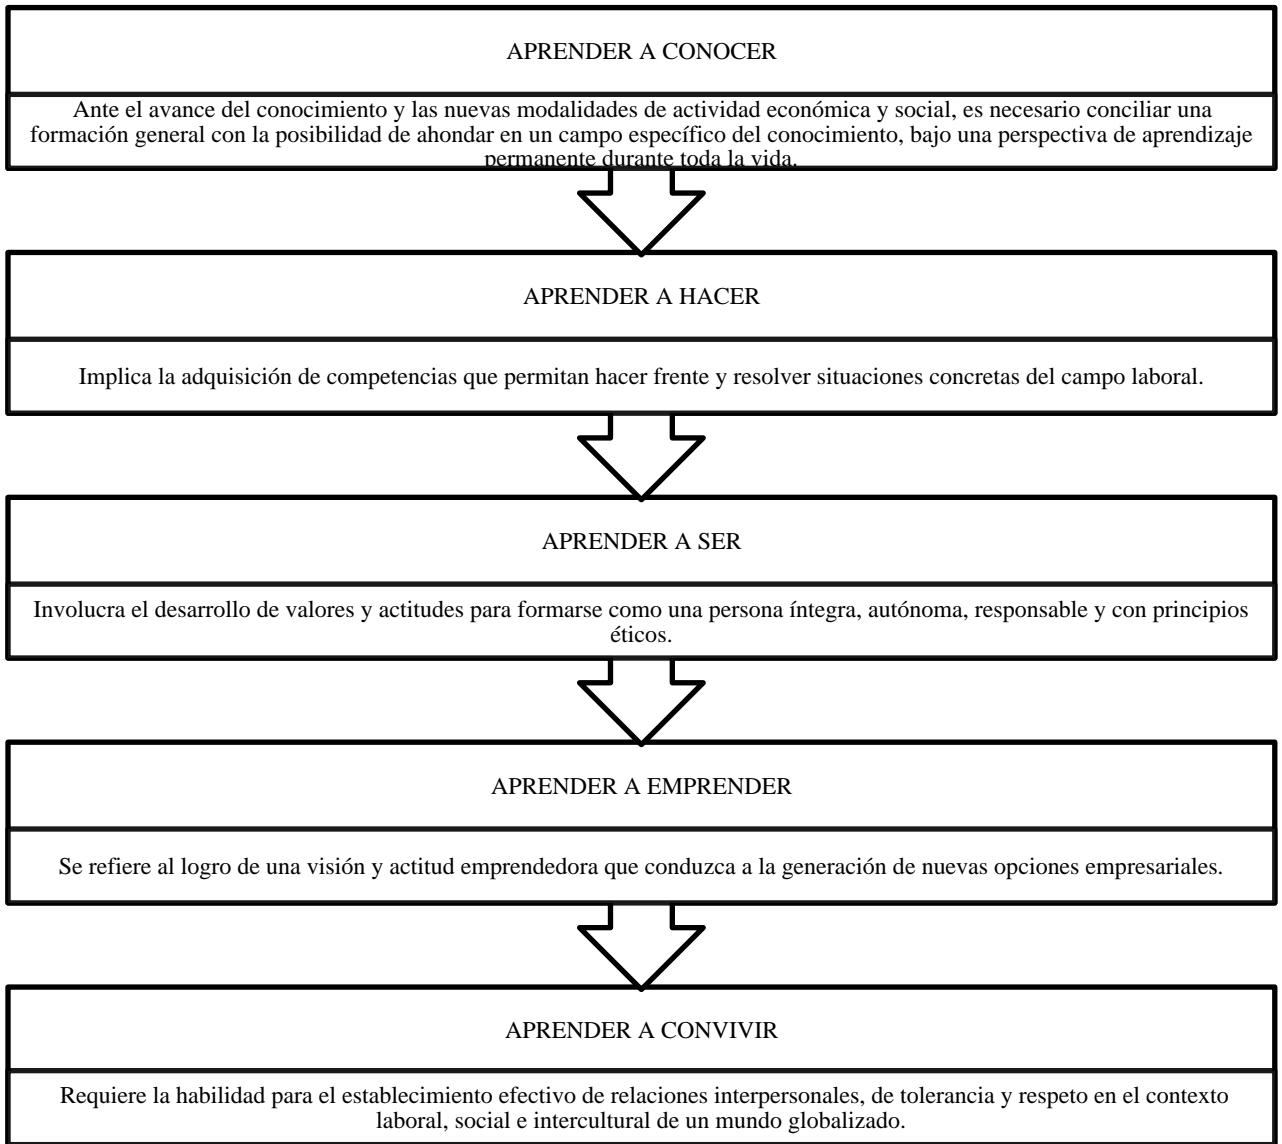 APRENDER A CONOCER
Ante el avance del conocimiento y las nuevas modalidades de actividad económica y social, es necesario conciliar una
formación general con la posibilidad de ahondar en un campo específico del conocimiento, bajo una perspectiva de aprendizaje
permanente durante toda la vida.
APRENDER A HACER
Implica la adquisición de competencias que permitan hacer frente y resolver situaciones concretas del campo laboral.
APRENDER A SER
Involucra el desarrollo de valores y actitudes para formarse como una persona íntegra, autónoma, responsable y con principios
éticos.
APRENDER A EMPRENDER
Se refiere al logro de una visión y actitud emprendedora que conduzca a la generación de nuevas opciones empresariales.
APRENDER A CONVIVIR
Requiere la habilidad para el establecimiento efectivo de relaciones interpersonales, de tolerancia y respeto en el contexto
laboral, social e intercultural de un mundo globalizado.